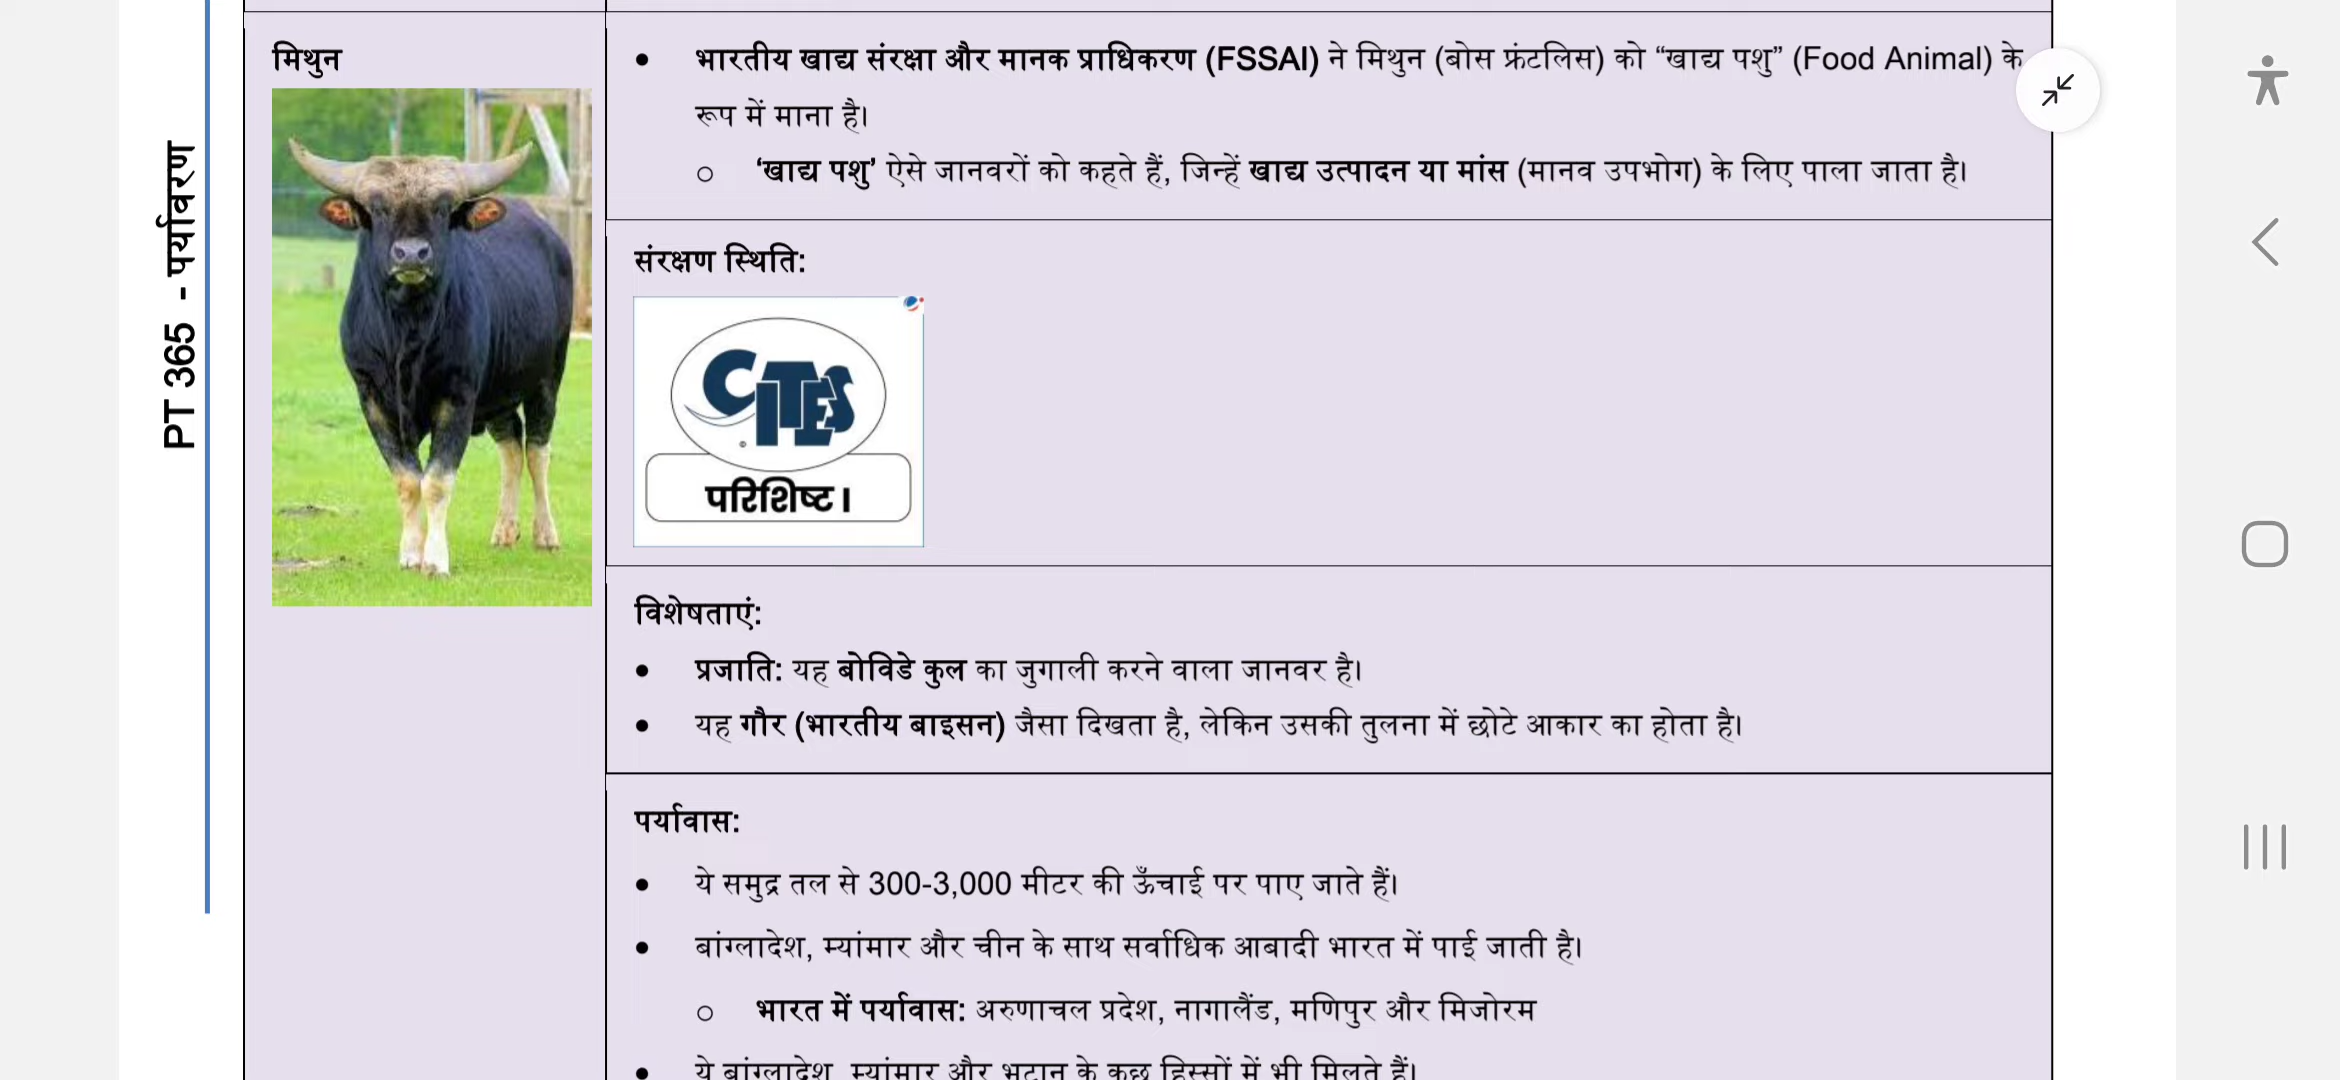 PT 365 - पर्यावरण
मिथुन
• भारतीय खाद्य संरक्षा और मानक प्राधिकरण (FSSAI) ने मिथुन (बोस फ्रंटलिस) को “खाद्य पशु” (Food Animal) के
रूप में माना है।
○ ‘खाद्य पशु’ ऐसे जानवरों को कहते हैं, जिन्हें खाद्य उत्पादन या मांस (मानव उपभोग) के लिए पाला जाता है।
संरक्षण स्थिति:
CITES
परिशिष्ट I
विशेषताएं:
• प्रजाति: यह बोविडे कुल का जुगाली करने वाला जानवर है।
• यह गौर (भारतीय बाइसन) जैसा दिखता है, लेकिन उसकी तुलना में छोटे आकार का होता है।
पर्यावास:
• ये समुद्र तल से 300-3,000 मीटर की ऊँचाई पर पाए जाते हैं।
• बांग्लादेश, म्यांमार और चीन के साथ सर्वाधिक आबादी भारत में पाई जाती है।
○ भारत में पर्यावास: अरुणाचल प्रदेश, नागालैंड, मणिपुर और मिजोरम
• ये बांग्लादेश, म्यांमार और भूटान के कुछ हिस्सों में भी मिलते हैं।